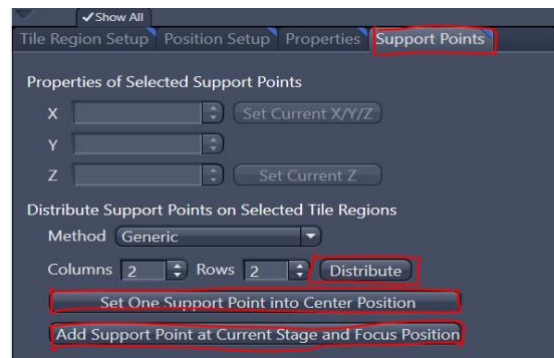 ✓Show All
Tile Region Setup Position Setup Properties Support Points
Properties of Selected Support Points
X Set Current X/Y/Z
Y
Z Set Current Z
Distribute Support Points on Selected Tile Regions
Method Generic
Columns 2 Rows 2 Distribute
Set One Support Point into Center Position
Add Support Point at Current Stage and Focus Position